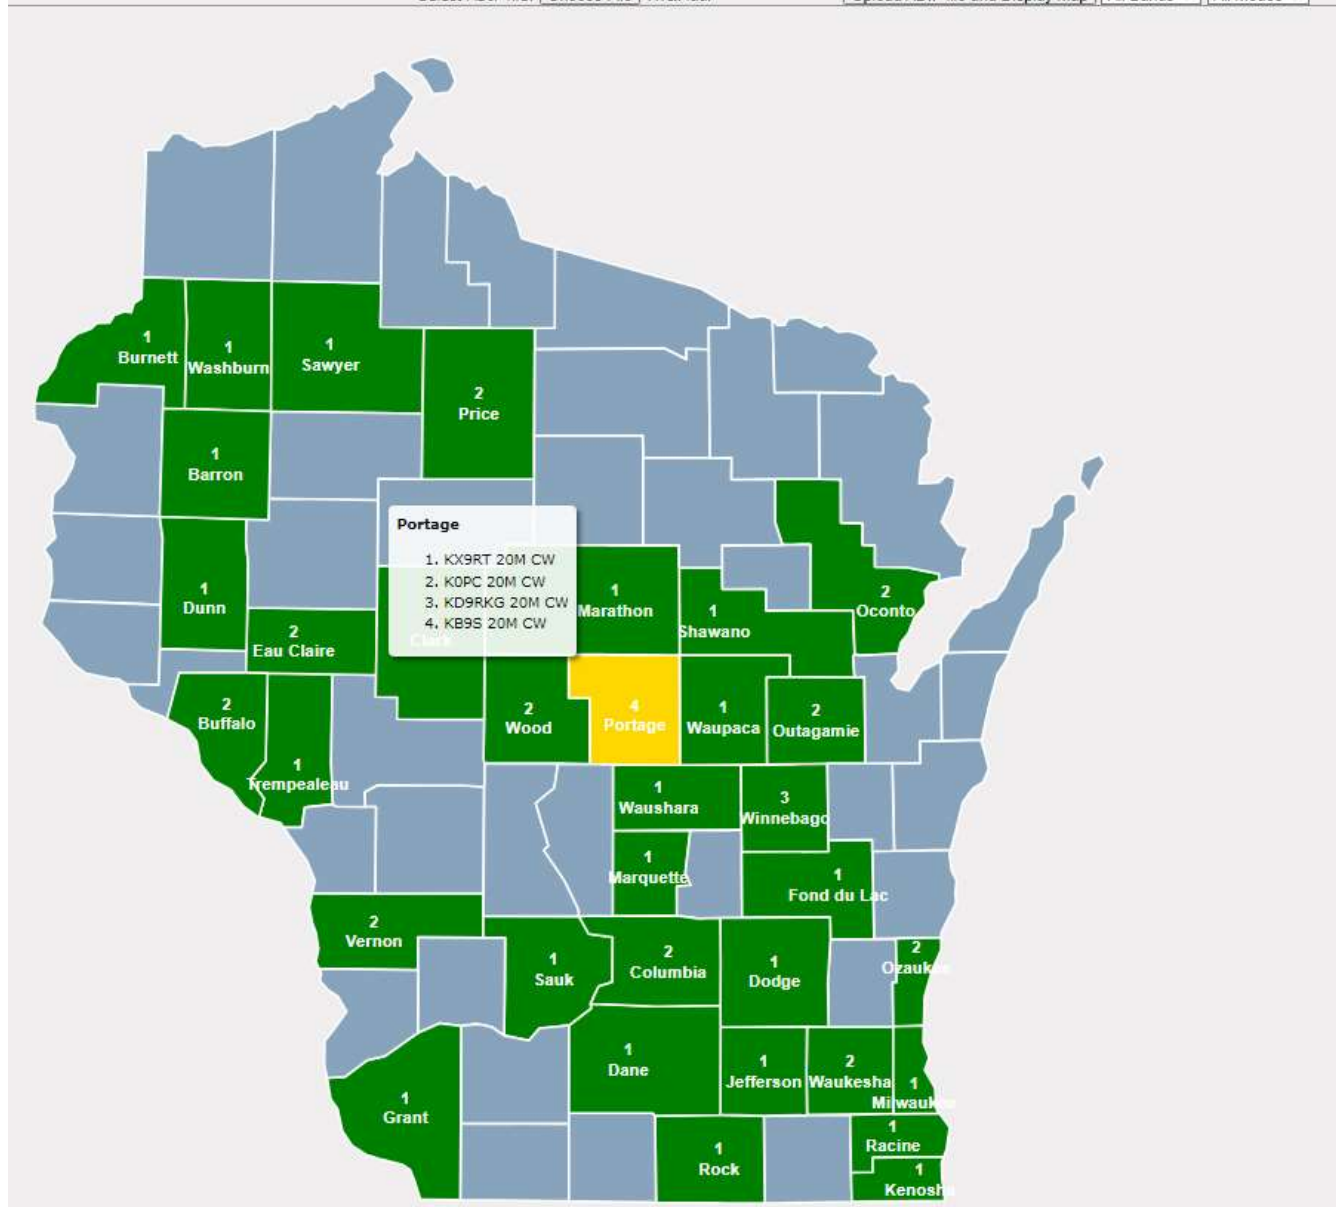 1
Burnett
1
Washburn
1
Sawyer
2
Price
1
Barron
Portage
1. KX9RT 20M CW
2. K0PC 20M CW
3. KD9RKG 20M CW
4. KB9S 20M CW
Clark
1
Dunn
2
Eau Claire
1
Marathon
1
Shawano
2
Oconto
2
Buffalo
1
Trempealeau
2
Wood
4
Portage
1
Waupaca
2
Outagamie
1
Waushara
3
Winnebago
1
Marquette
1
Fond du Lac
2
Vernon
1
Sauk
2
Columbia
1
Dodge
2
Ozaukee
1
Grant
1
Dane
1
Jefferson
2
Waukesha
1
Milwaukee
1
Racine
1
Rock
1
Kenosha